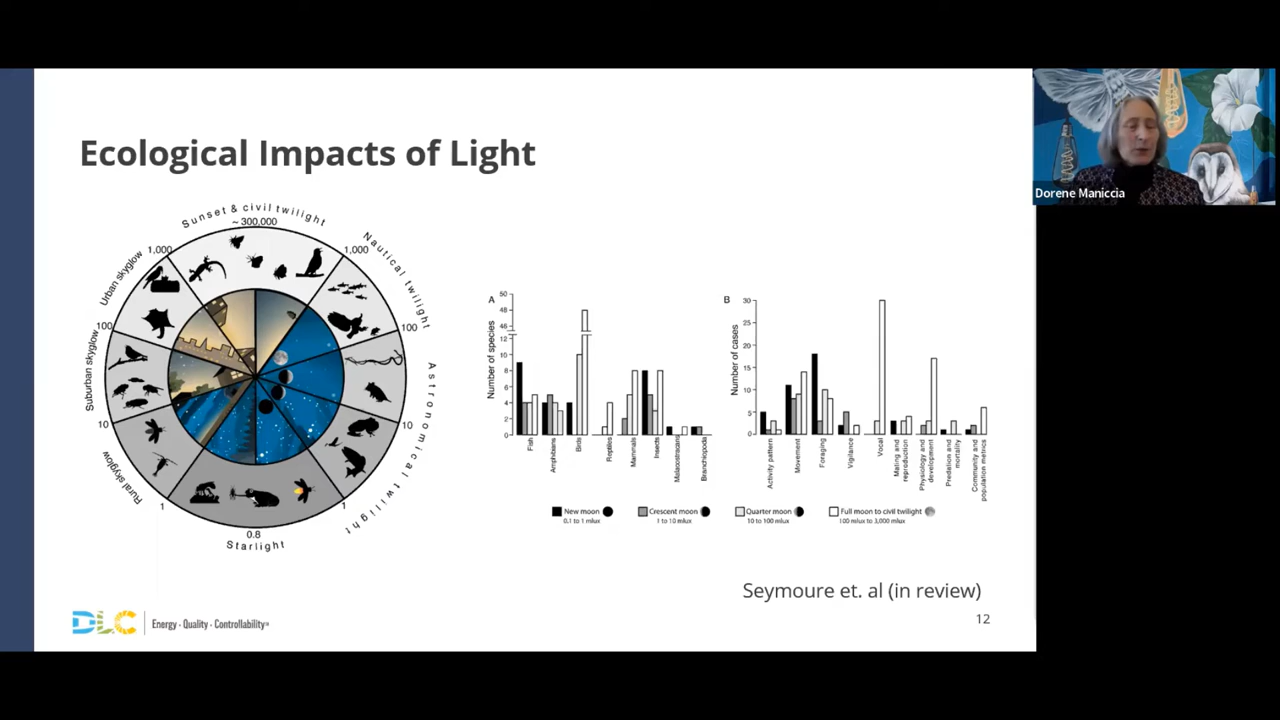 Ecological Impacts of Light
Dorene Maniccia
Sunset & civil twilight
~ 300,000
1,000
1,000
Nautical twilight
Urban skyglow
100
100
Suburban skyglow
Astronomical twilight
10
10
Rural skyglow
1
1
0.8
Starlight
A
50
48
46
12
10
8
6
4
2
0
Number of species
Fish
Amphibians
Birds
Reptiles
Mammals
Insects
Malacostracans
Branchiopoda
B
30
25
20
15
10
5
0
Number of cases
Activity pattern
Movement
Foraging
Vigilance
Vocal
Mating and
reproduction
Physiology and
development
Predation and
mortality
Community and
population metrics
New moon
0.1 to 1 mlux
Crescent moon
1 to 10 mlux
Quarter moon
10 to 100 mlux
Full moon to civil twilight
100 mlux to 3,000 mlux
Seymoure et. al (in review)
DLC
Energy · Quality · Controllability
12